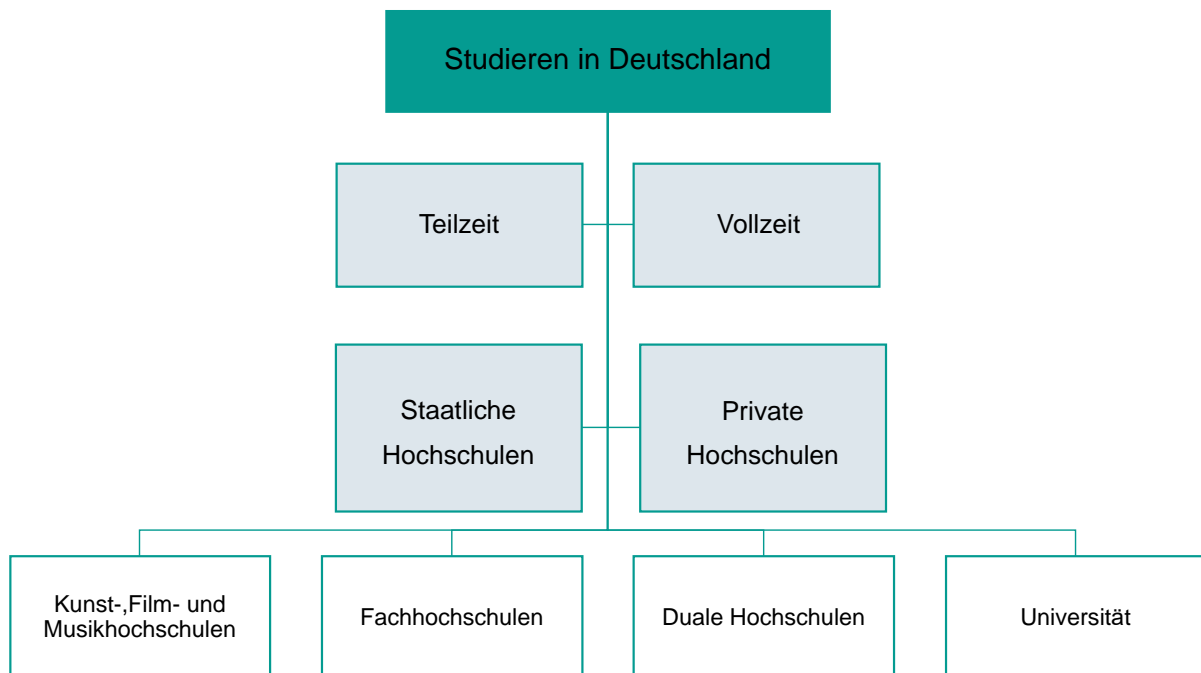 Studieren in Deutschland
Teilzeit
Vollzeit
Staatliche
Hochschulen
Private
Hochschulen
Kunst-,Film- und
Musikhochschulen
Fachhochschulen
Duale Hochschulen
Universität